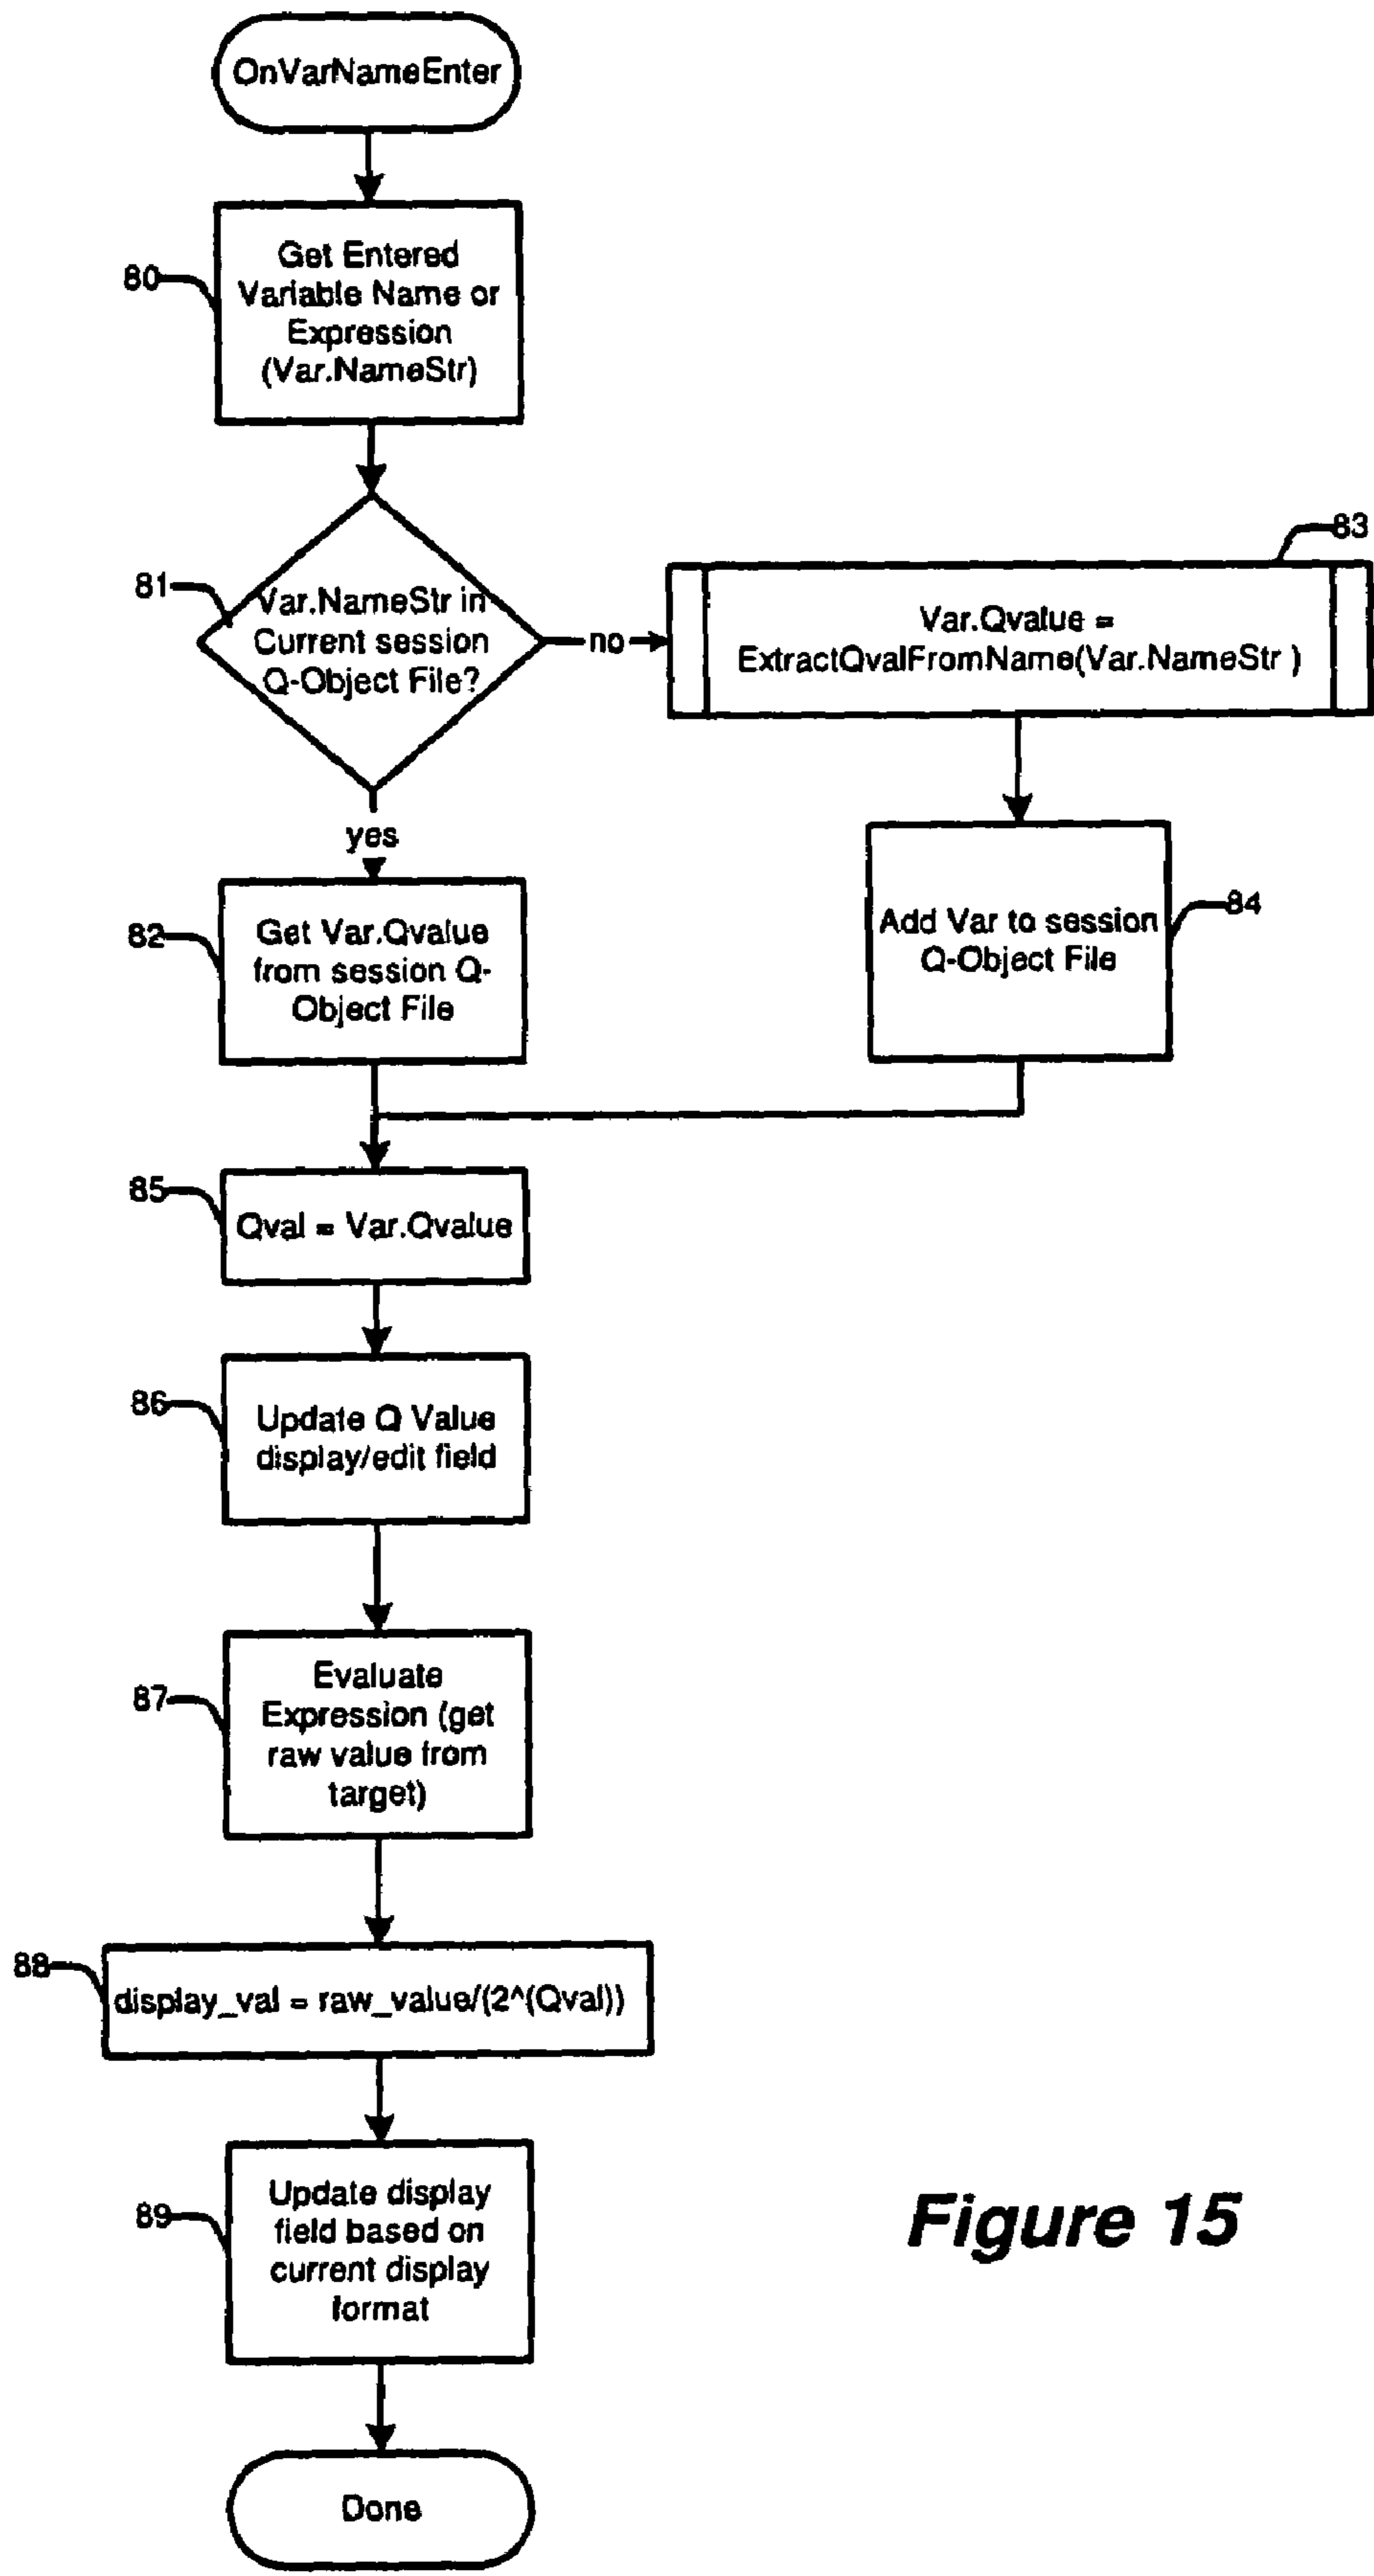 OnVarNameEnter
80
Get Entered
Variable Name or
Expression
(Var.NameStr)
81
Var.NameStr in
Current session
Q-Object File?
no
83
Var.Qvalue =
ExtractQvalFromName(Var.NameStr )
yes
82
Get Var.Qvalue
from session Q-
Object File
Add Var to session
Q-Object File
84
85
Qval = Var.Qvalue
86
Update Q Value
display/edit field
87
Evaluate
Expression (get
raw value from
target)
88
display_val = raw_value/(2^(Qval))
89
Update display
field based on
current display
format
Figure 15
Done